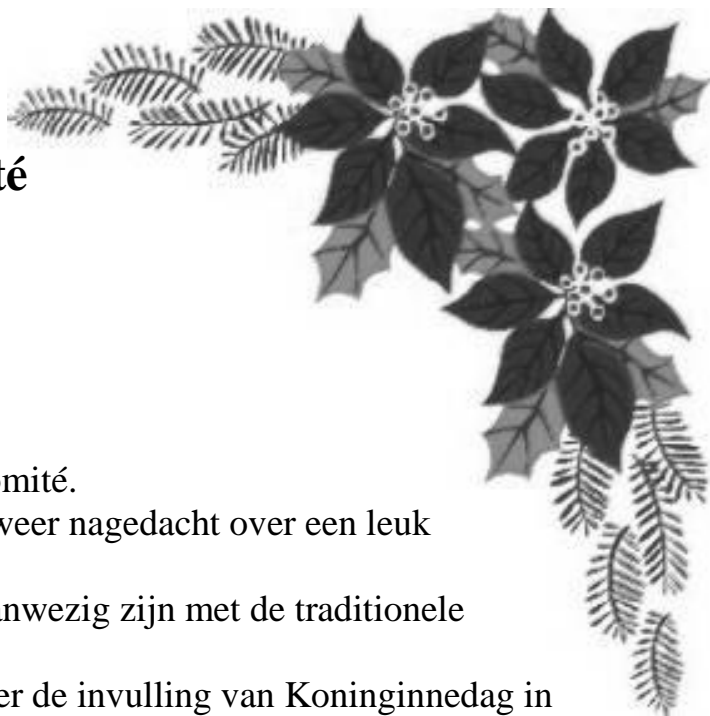 té
omité.
weer nagedacht over een leuk
anwezig zijn met de traditionele
er de invulling van Koninginnedag in